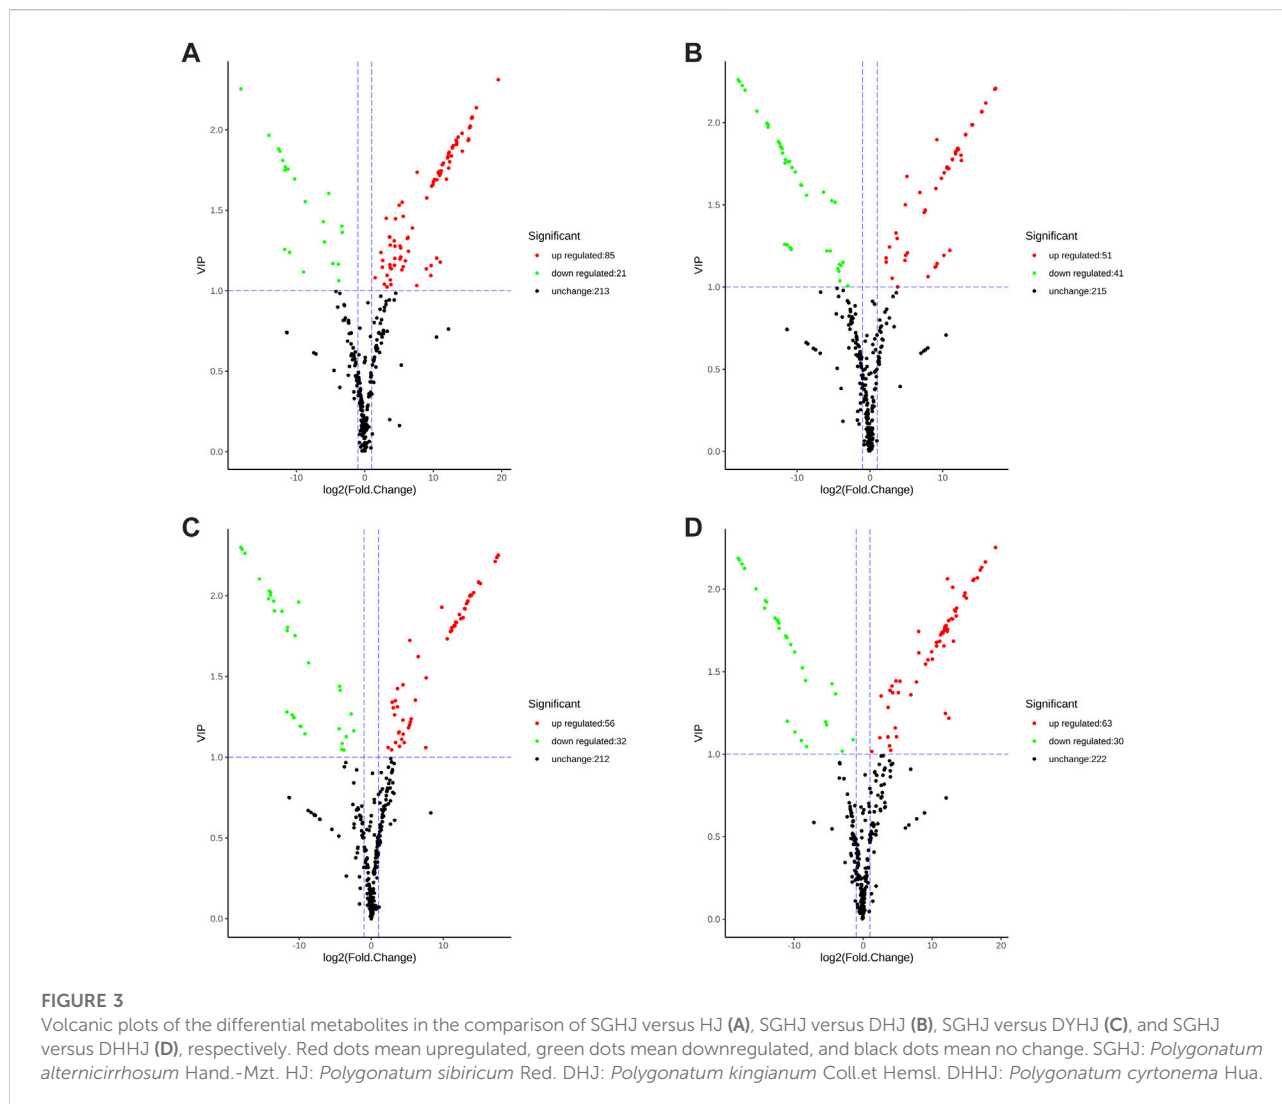 A
2.0
1.5
1.0
0.5
0.0
VIP
-10
0
10
20
log2(Fold.Change)
Significant
up regulated:85
down regulated:21
unchange:213
B
2.0
1.5
1.0
0.5
0.0
VIP
-10
0
10
log2(Fold.Change)
Significant
up regulated:51
down regulated:41
unchange:215
C
2.0
1.5
1.0
0.5
0.0
VIP
-10
0
10
log2(Fold.Change)
Significant
up regulated:56
down regulated:32
unchange:212
D
2.0
1.5
1.0
0.5
0.0
VIP
-10
0
10
20
log2(Fold.Change)
Significant
up regulated:63
down regulated:30
unchange:222
FIGURE 3
Volcanic plots of the differential metabolites in the comparison of SGHJ versus HJ (A), SGHJ versus DHJ (B), SGHJ versus DYHJ (C), and SGHJ
versus DHHJ (D), respectively. Red dots mean upregulated, green dots mean downregulated, and black dots mean no change. SGHJ: Polygonatum
alternicirrhosum Hand.-Mzt. HJ: Polygonatum sibiricum Red. DHJ: Polygonatum kingianum Coll.et Hemsl. DHHJ: Polygonatum cyrtonema Hua.